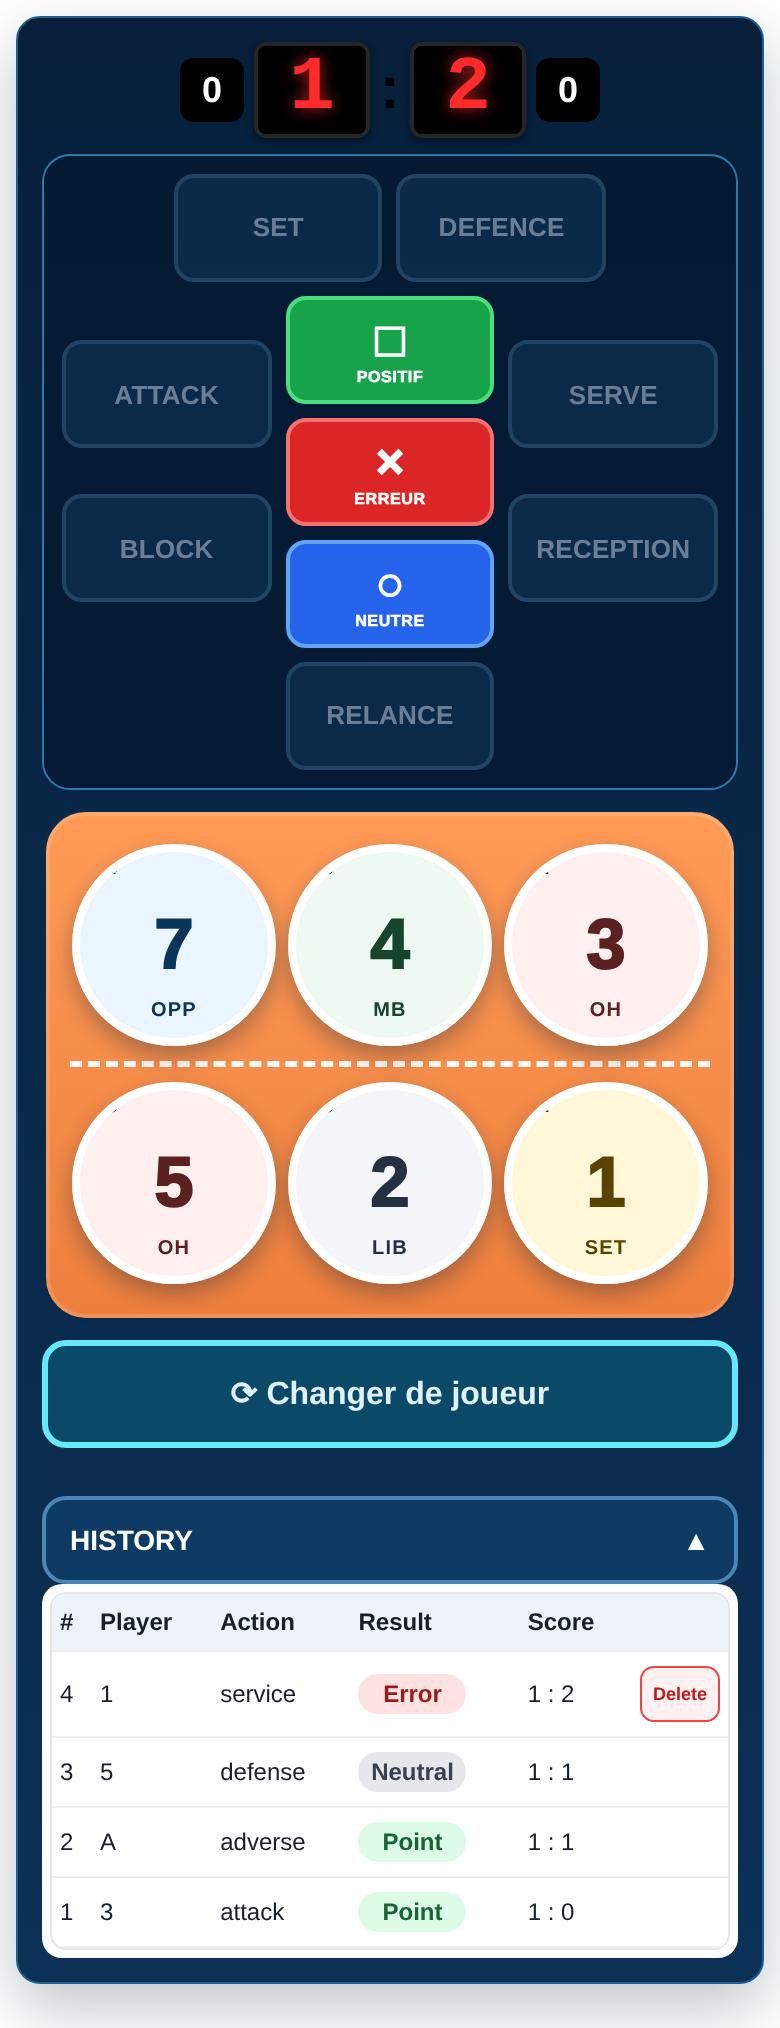 0 1 : 2 0
SET DEFENCE
POSITIF
ATTACK SERVE
ERREUR
BLOCK RECEPTION
NEUTRE
RELANCE
7 4 3
OPP MB OH
5 2 1
OH LIB SET
⟳ Changer de joueur
HISTORY ▲
# Player Action Result Score
4 1 service Error 1 : 2 Delete
3 5 defense Neutral 1 : 1
2 A adverse Point 1 : 1
1 3 attack Point 1 : 0